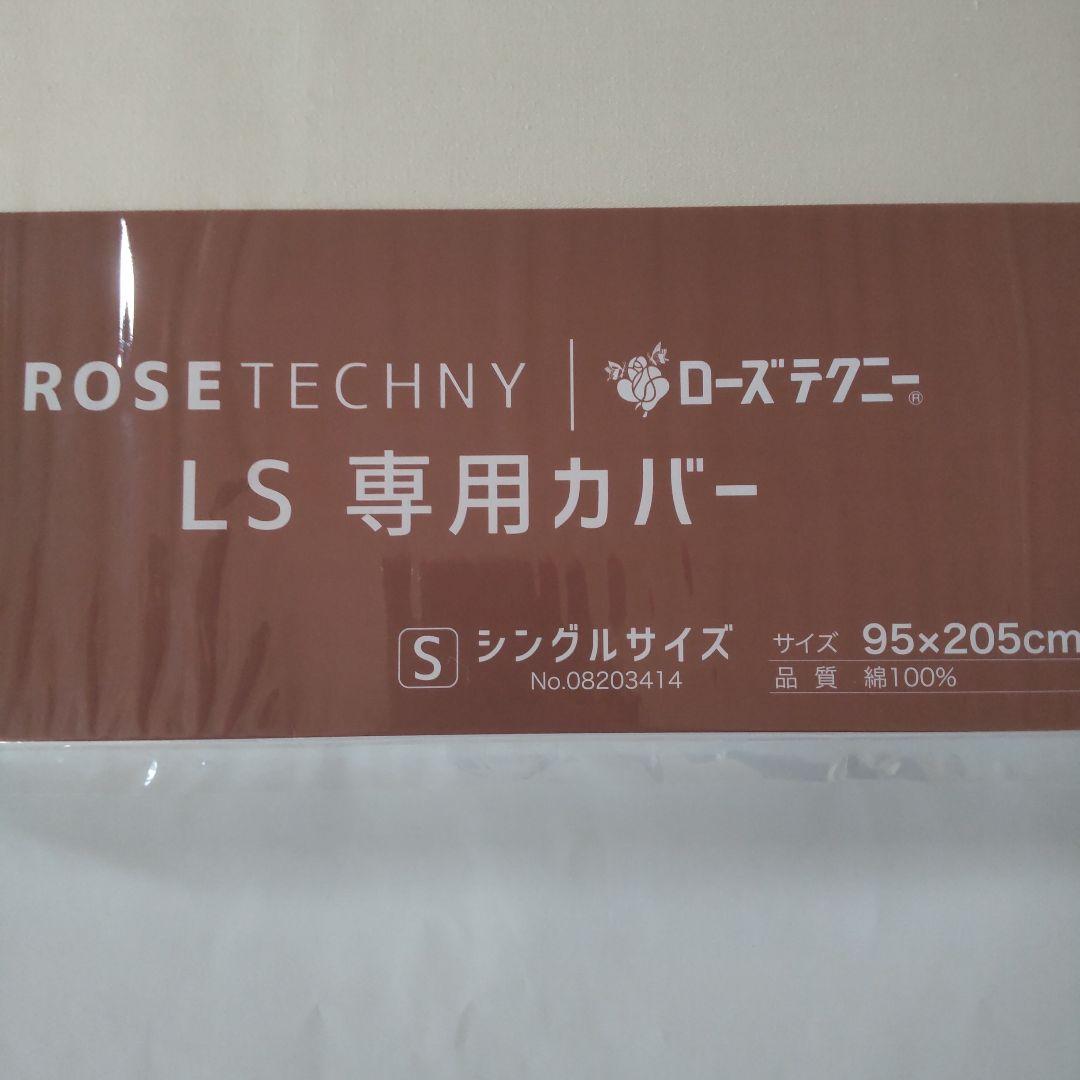 ROSETECHNY | ローズテクニー®
LS 専用カバー
S シングルサイズ
No.08203414
サイズ 95×205cm
品質 綿100%